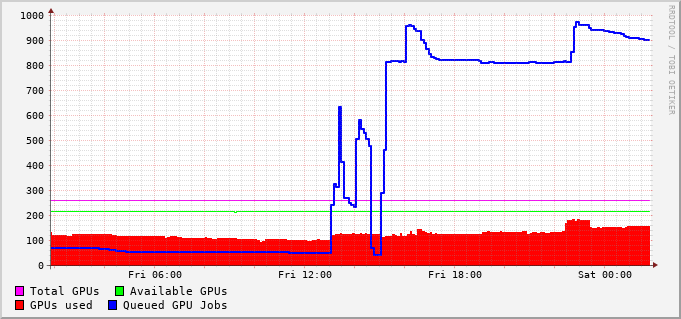 1000
900
800
700
600
500
400
300
200
100
0
Fri 06:00 Fri 12:00 Fri 18:00 Sat 00:00
Total GPUs Available GPUs
GPUs used Queued GPU Jobs
RRDTOOL / TOBI OETIKER